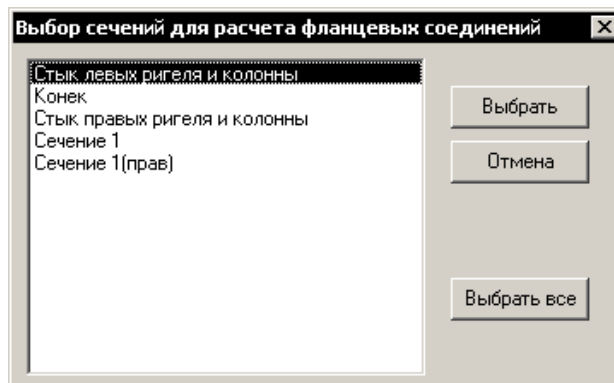 Выбор сечений для расчета фланцевых соединений
Стык левых ригеля и колонны
Конек
Стык правых ригеля и колонны
Сечение 1
Сечение 1(прав)
Выбрать
Отмена
Выбрать все